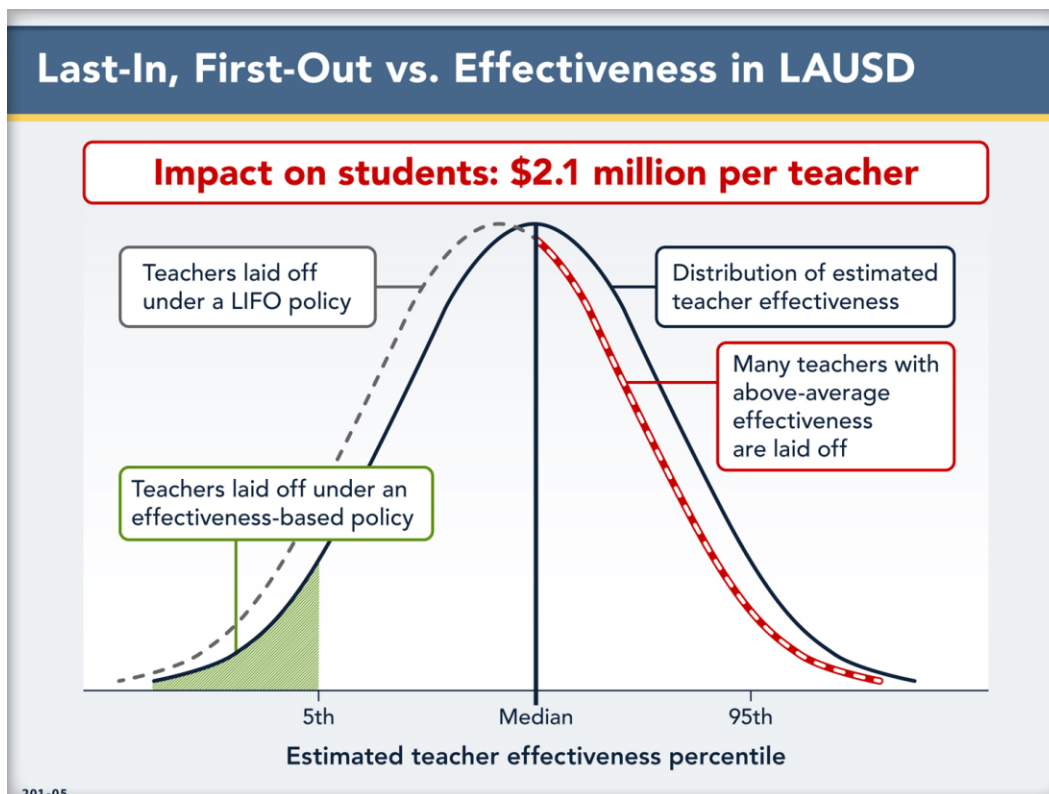 Last-In, First-Out vs. Effectiveness in LAUSD
Impact on students: $2.1 million per teacher
Teachers laid off
under a LIFO policy
Distribution of estimated
teacher effectiveness
Many teachers with
above-average
effectiveness
are laid off
Teachers laid off under an
effectiveness-based policy
5th
Median
95th
Estimated teacher effectiveness percentile
201-05